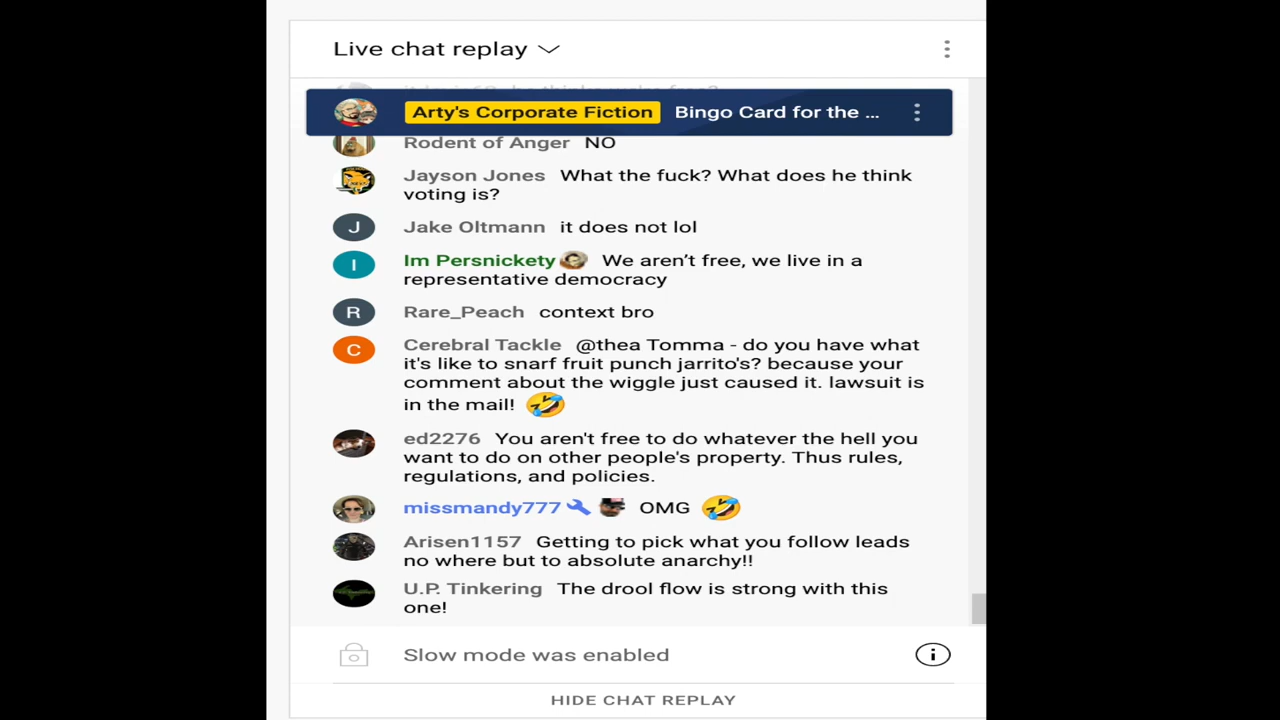 Live chat replay
Arty's Corporate Fiction Bingo Card for the ...
Rodent of Anger NO
Jayson Jones What the fuck? What does he think
voting is?
Jake Oltmann it does not lol
Im Persnickety We aren’t free, we live in a
representative democracy
Rare_Peach context bro
Cerebral Tackle @thea Tomma - do you have what
it's like to snarf fruit punch jarrito's? because your
comment about the wiggle just caused it. lawsuit is
in the mail! 🤣
ed2276 You aren't free to do whatever the hell you
want to do on other people's property. Thus rules,
regulations, and policies.
missmandy777 OMG 🤣
Arisen1157 Getting to pick what you follow leads
no where but to absolute anarchy!!
U.P. Tinkering The drool flow is strong with this
one!
Slow mode was enabled
HIDE CHAT REPLAY